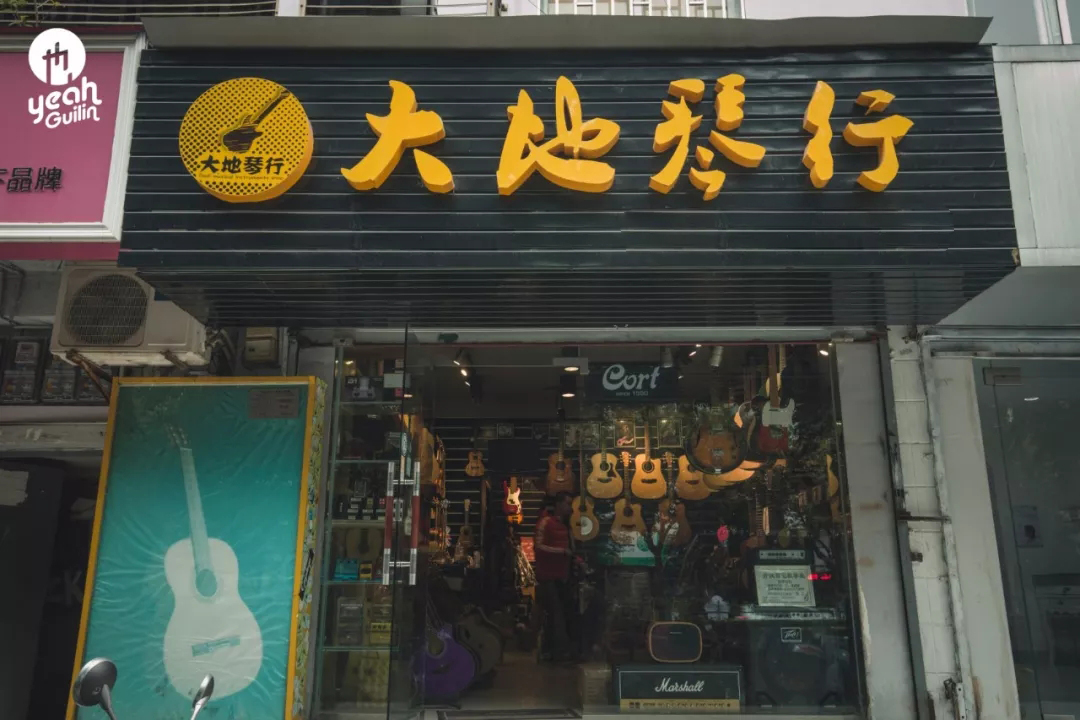 yeah
Guilin
大地琴行
大地琴行
品牌
Cort
since 1960
Marshall